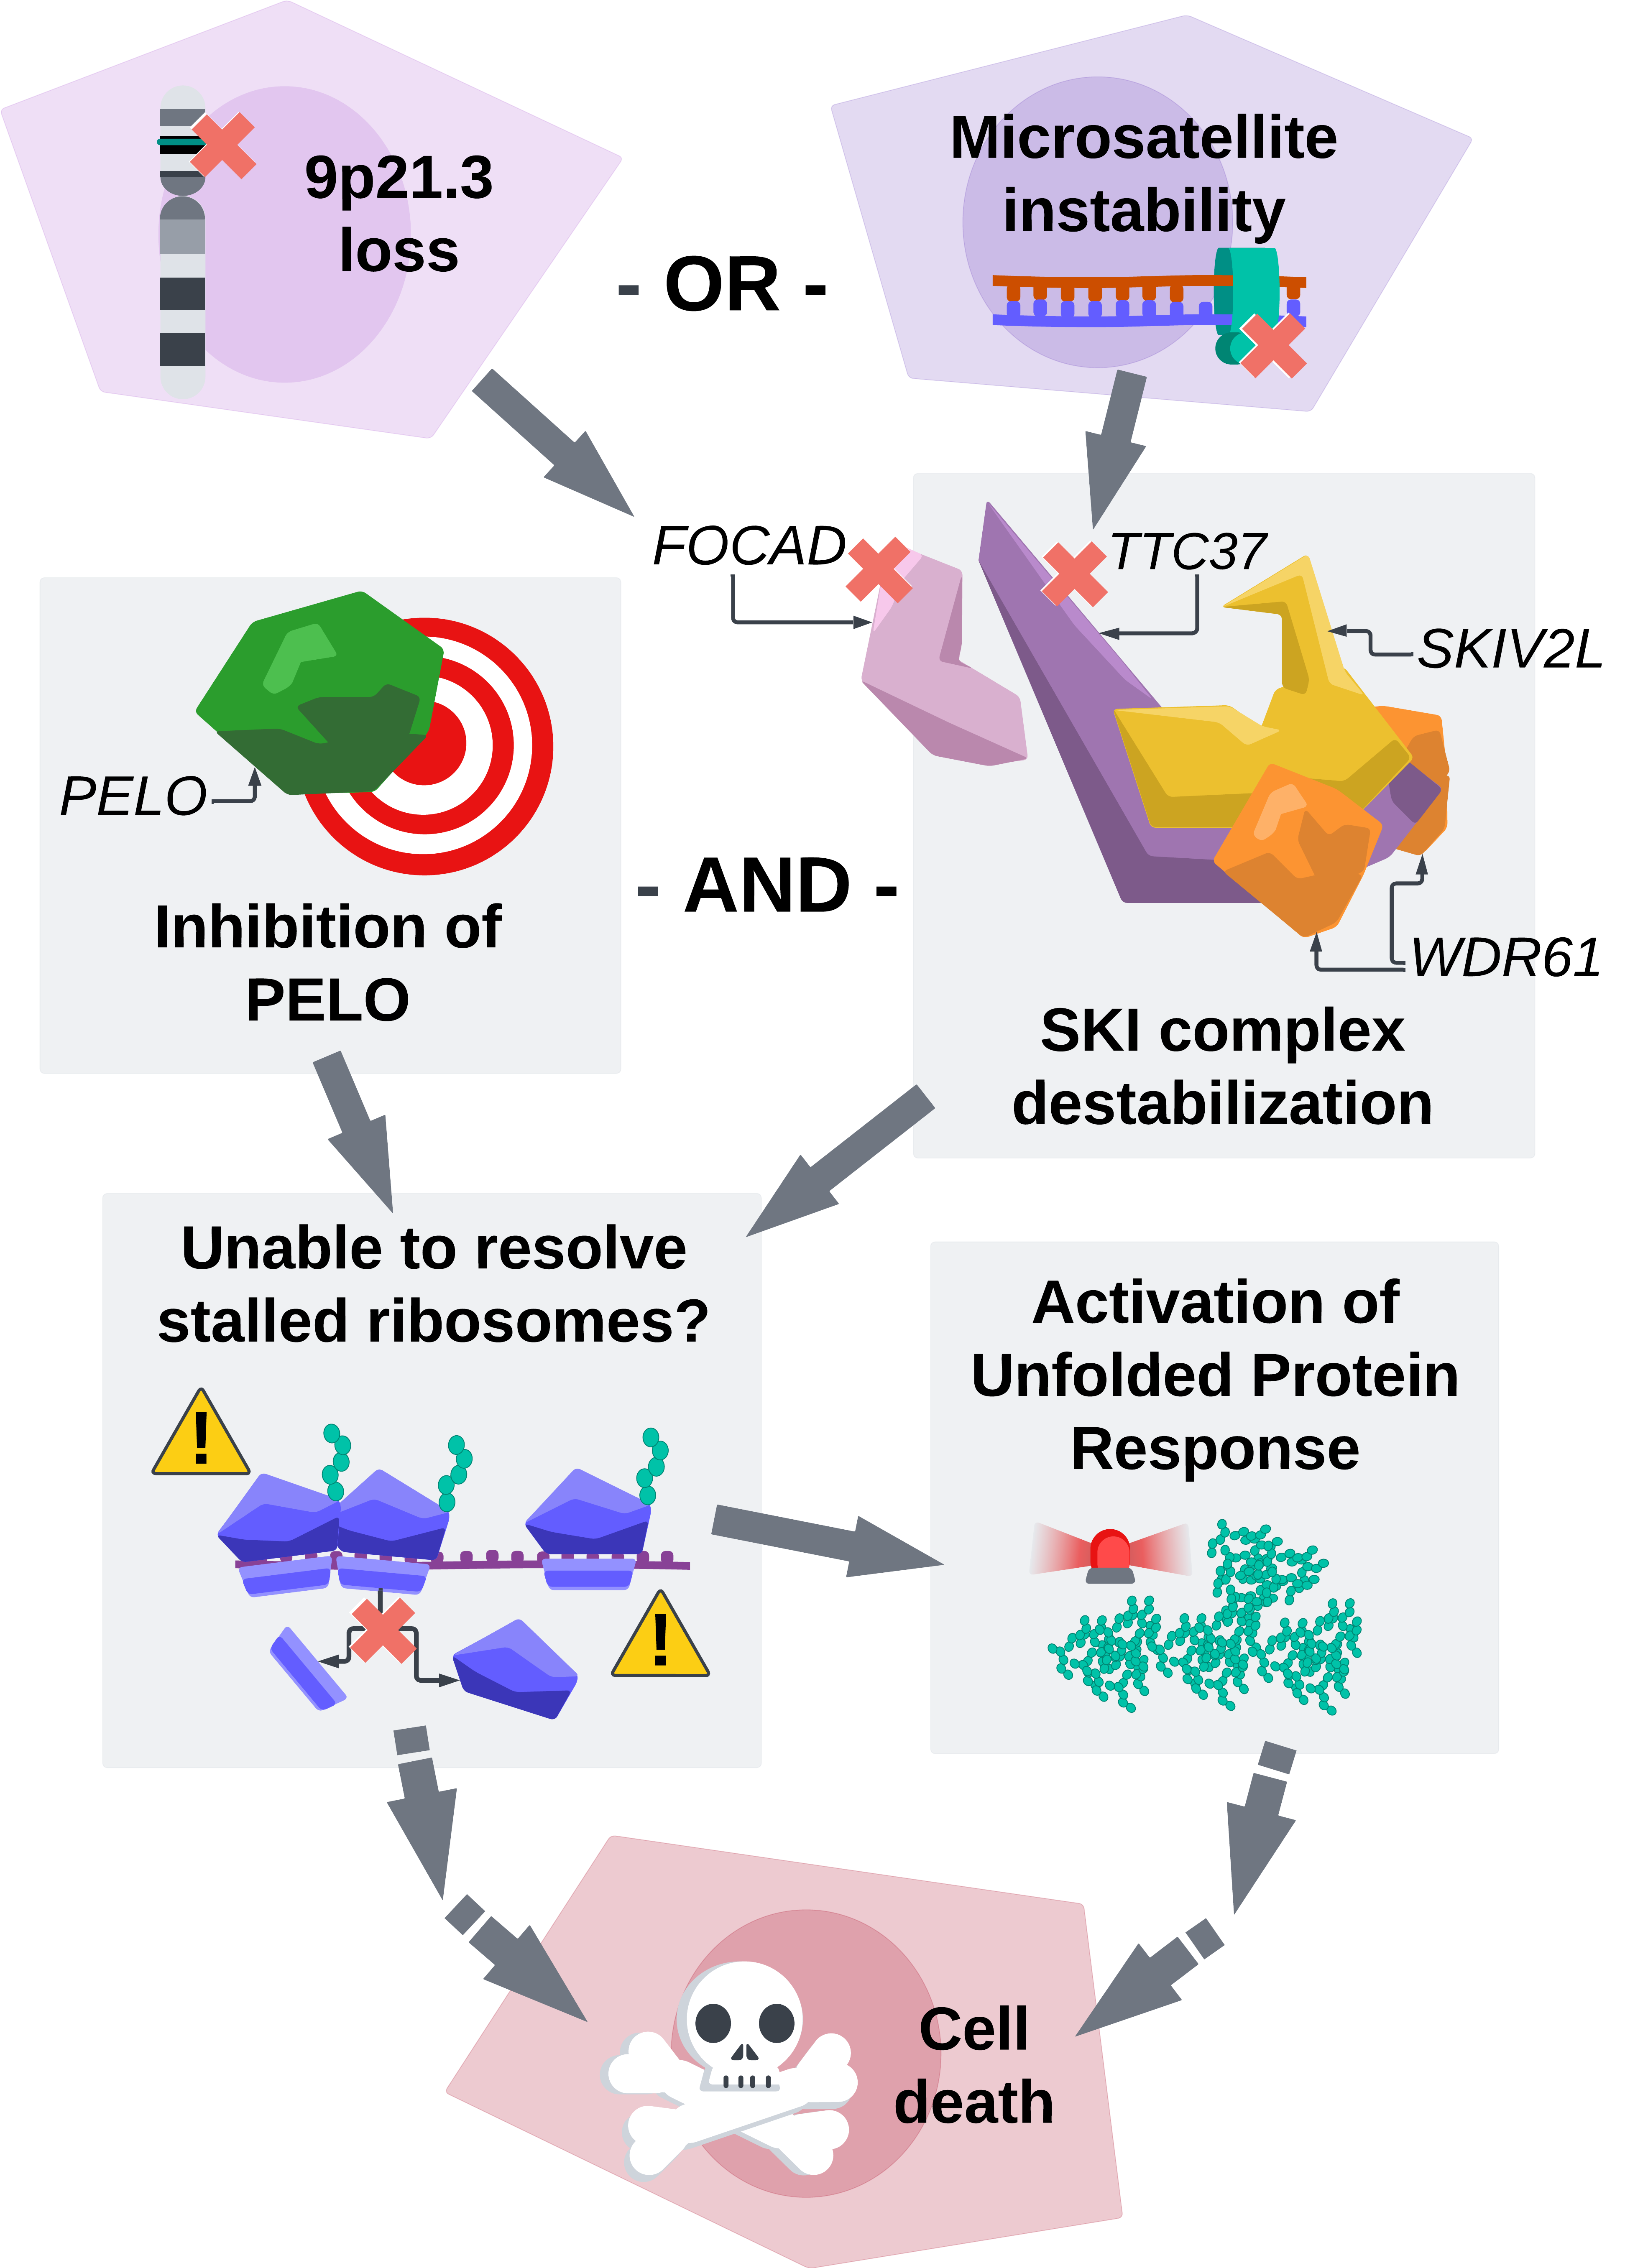 9p21.3
loss
- OR -
Microsatellite
instability
FOCAD
TTC37
SKIV2L
PELO
Inhibition of
PELO
- AND -
WDR61
SKI complex
destabilization
Unable to resolve
stalled ribosomes?
!
!
Activation of
Unfolded Protein
Response
Cell
death